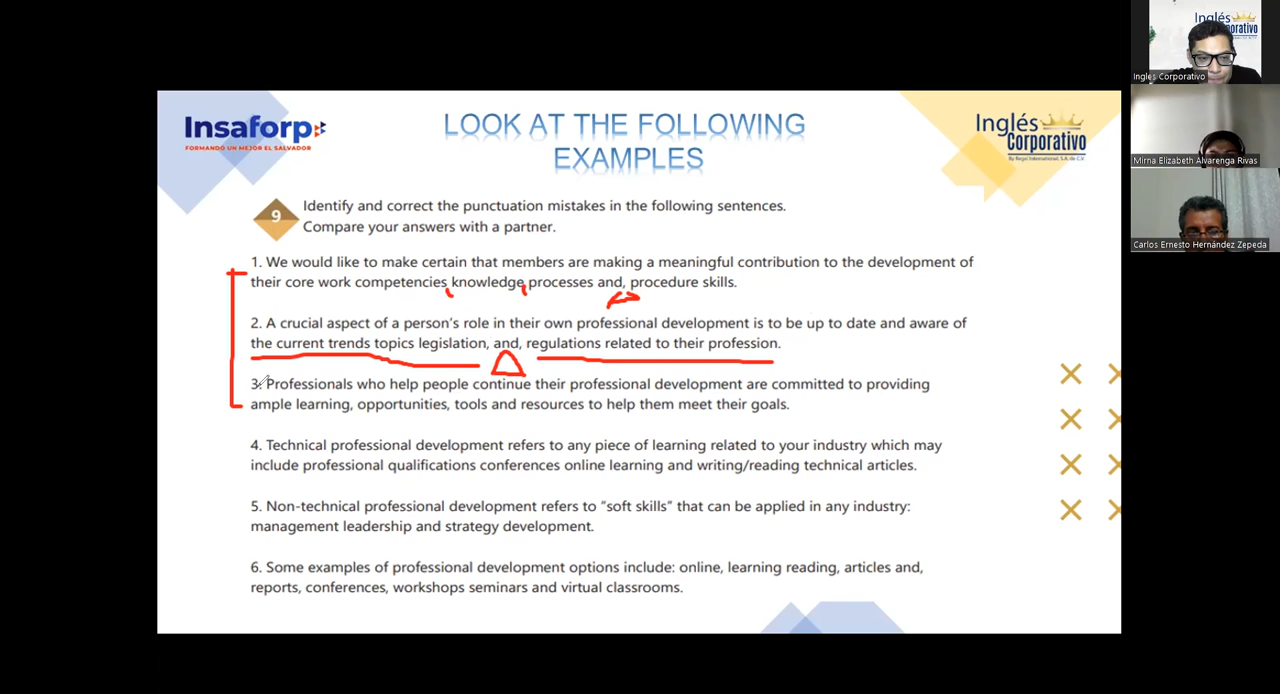 Insaforp
FORMANDO UN MEJOR EL SALVADOR
LOOK AT THE FOLLOWING
EXAMPLES
Inglés
Corporativo
By Regal International, S.A. de C.V.
9
Identify and correct the punctuation mistakes in the following sentences.
Compare your answers with a partner.
1. We would like to make certain that members are making a meaningful contribution to the development of
their core work competencies knowledge processes and, procedure skills.
2. A crucial aspect of a person's role in their own professional development is to be up to date and aware of
the current trends topics legislation, and, regulations related to their profession.
3. Professionals who help people continue their professional development are committed to providing
ample learning, opportunities, tools and resources to help them meet their goals.
4. Technical professional development refers to any piece of learning related to your industry which may
include professional qualifications conferences online learning and writing/reading technical articles.
5. Non-technical professional development refers to “soft skills” that can be applied in any industry:
management leadership and strategy development.
6. Some examples of professional development options include: online, learning reading, articles and,
reports, conferences, workshops seminars and virtual classrooms.
Inglés
Ingles Corporativo
Mirna Elizabeth Alvarenga Rivas
Carlos Ernesto Hernández Zepeda